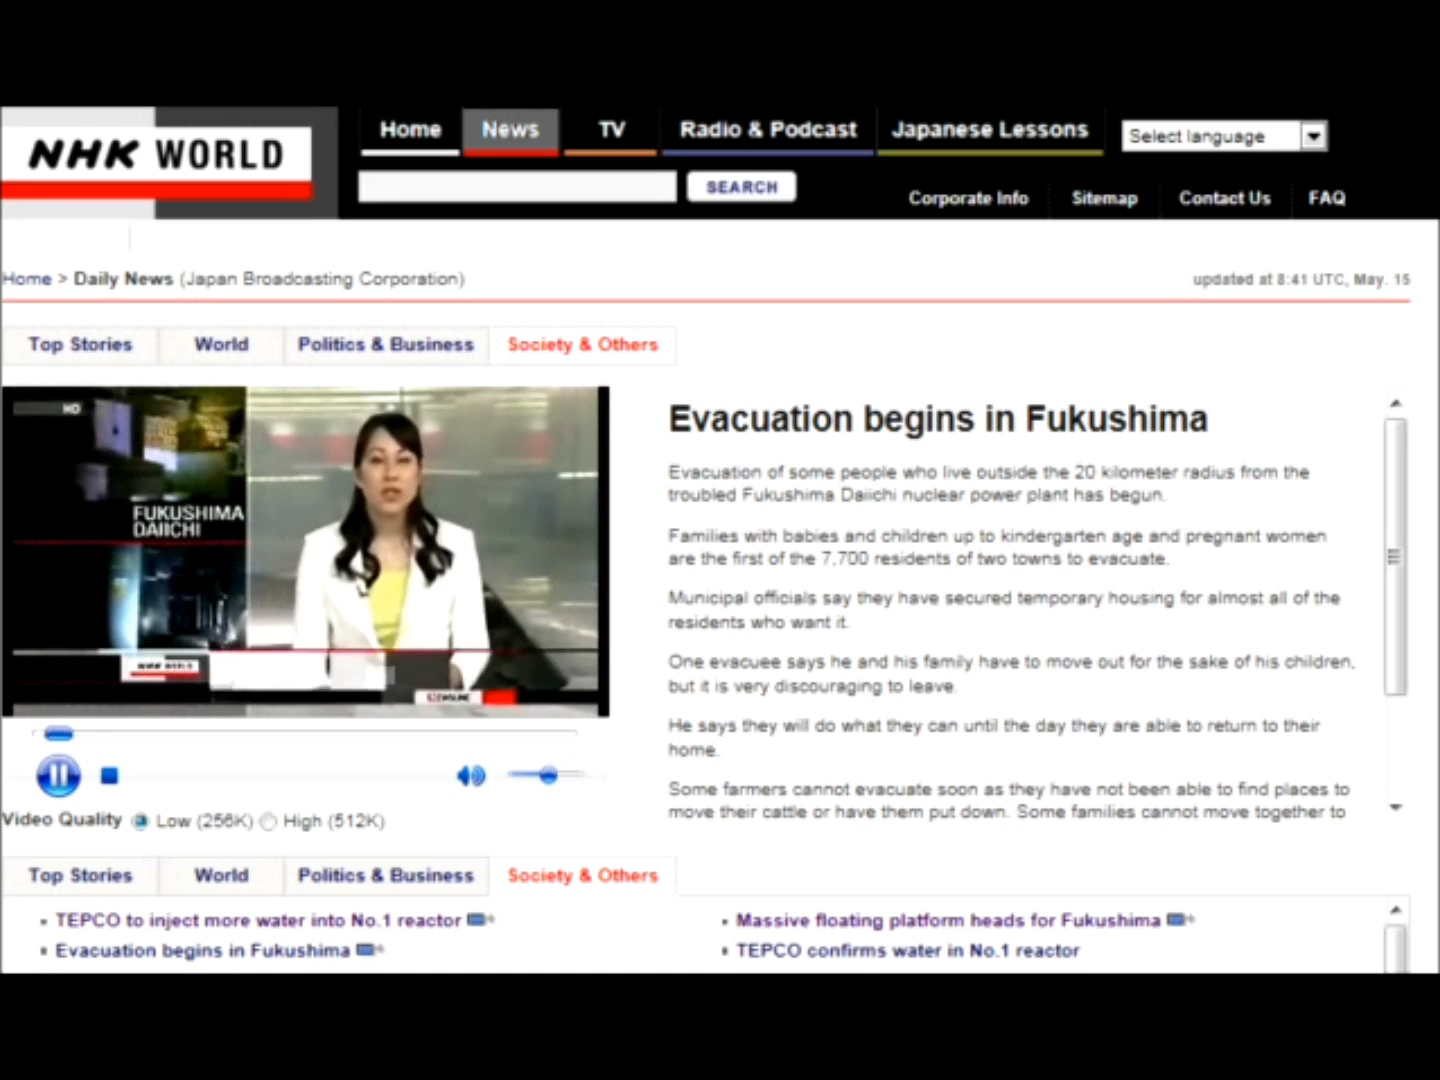 NHK WORLD
Home News TV Radio & Podcast Japanese Lessons Select language
SEARCH
Corporate Info Sitemap Contact Us FAQ
Home > Daily News (Japan Broadcasting Corporation) updated at 8:41 UTC, May. 15
Top Stories World Politics & Business Society & Others
HD
FUKUSHIMA
DAIICHI
NHK WORLD
NEWSLINE
Evacuation begins in Fukushima
Evacuation of some people who live outside the 20 kilometer radius from the
troubled Fukushima Daiichi nuclear power plant has begun.
Families with babies and children up to kindergarten age and pregnant women
are the first of the 7,700 residents of two towns to evacuate.
Municipal officials say they have secured temporary housing for almost all of the
residents who want it.
One evacuee says he and his family have to move out for the sake of his children,
but it is very discouraging to leave.
He says they will do what they can until the day they are able to return to their
home.
Some farmers cannot evacuate soon as they have not been able to find places to
move their cattle or have them put down. Some families cannot move together to
Video Quality Low (256K) High (512K)
Top Stories World Politics & Business Society & Others
TEPCO to inject more water into No.1 reactor
Evacuation begins in Fukushima
Massive floating platform heads for Fukushima
TEPCO confirms water in No.1 reactor